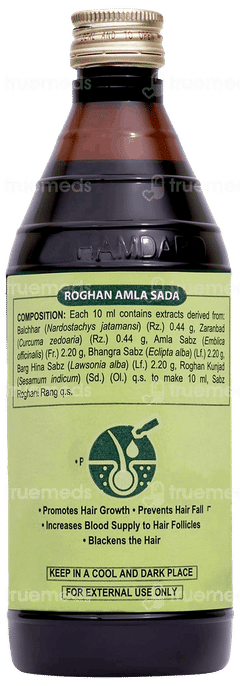 HAMDARD
ROGHAN AMLA SADA
COMPOSITION: Each 10 ml contains extracts derived from:
Balchhar (Nardostachys jatamansi) (Rz.) 0.44 g, Zaranbad
(Curcuma zedoaria) (Rz.) 0.44 g, Amla Sabz (Emblica
officinalis) (Fr.) 2.20 g, Bhangra Sabz (Eclipta alba) (Lf.) 2.20 g,
Barg Hina Sabz (Lawsonia alba) (Lf.) 2.20 g, Roghan Kunjad
(Sesamum indicum) (Sd.) (Ol.) q.s. to make 10 ml, Sabz
Roghani Rang q.s.
• P
• Promotes Hair Growth • Prevents Hair Fall
• Increases Blood Supply to Hair Follicles
• Blackens the Hair
KEEP IN A COOL AND DARK PLACE
FOR EXTERNAL USE ONLY
truemeds